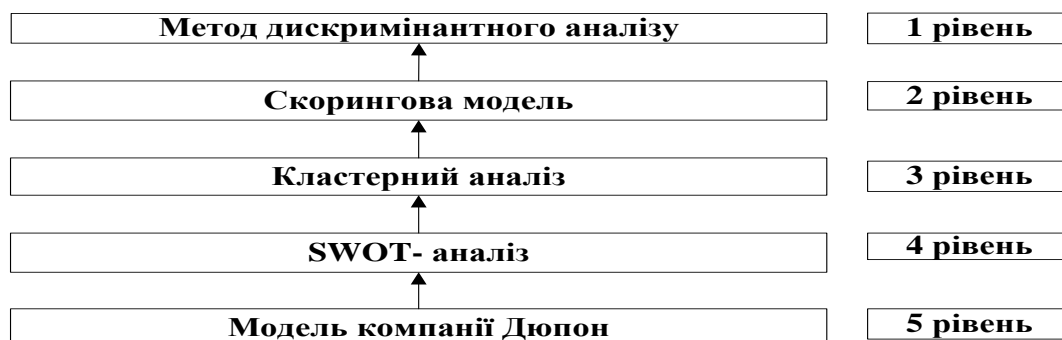 Метод дискримінантного аналізу
1 рівень
Скорингова модель
2 рівень
Кластерний аналіз
3 рівень
SWOT- аналіз
4 рівень
Модель компанії Дюпон
5 рівень